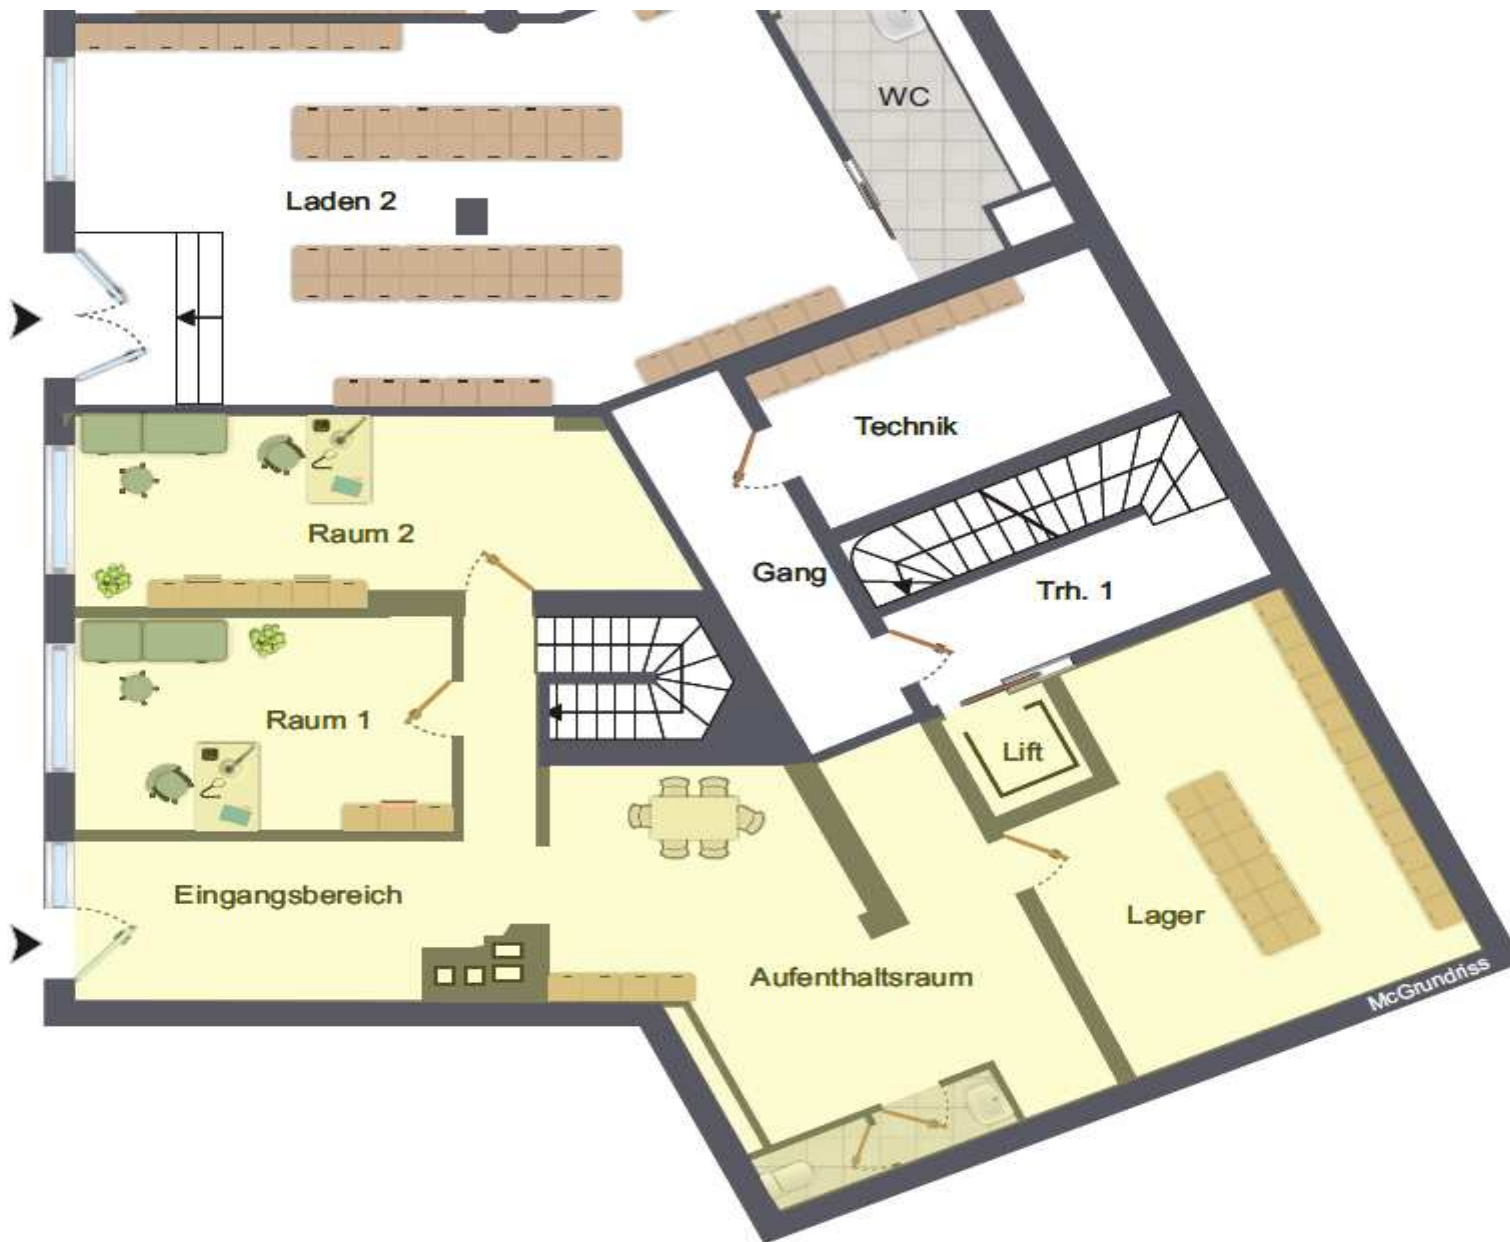 WC
Laden 2
Technik
Raum 2
Gang
Trh. 1
Raum 1
Lift
Eingangsbereich
Lager
Aufenthaltsraum
McGrundriss